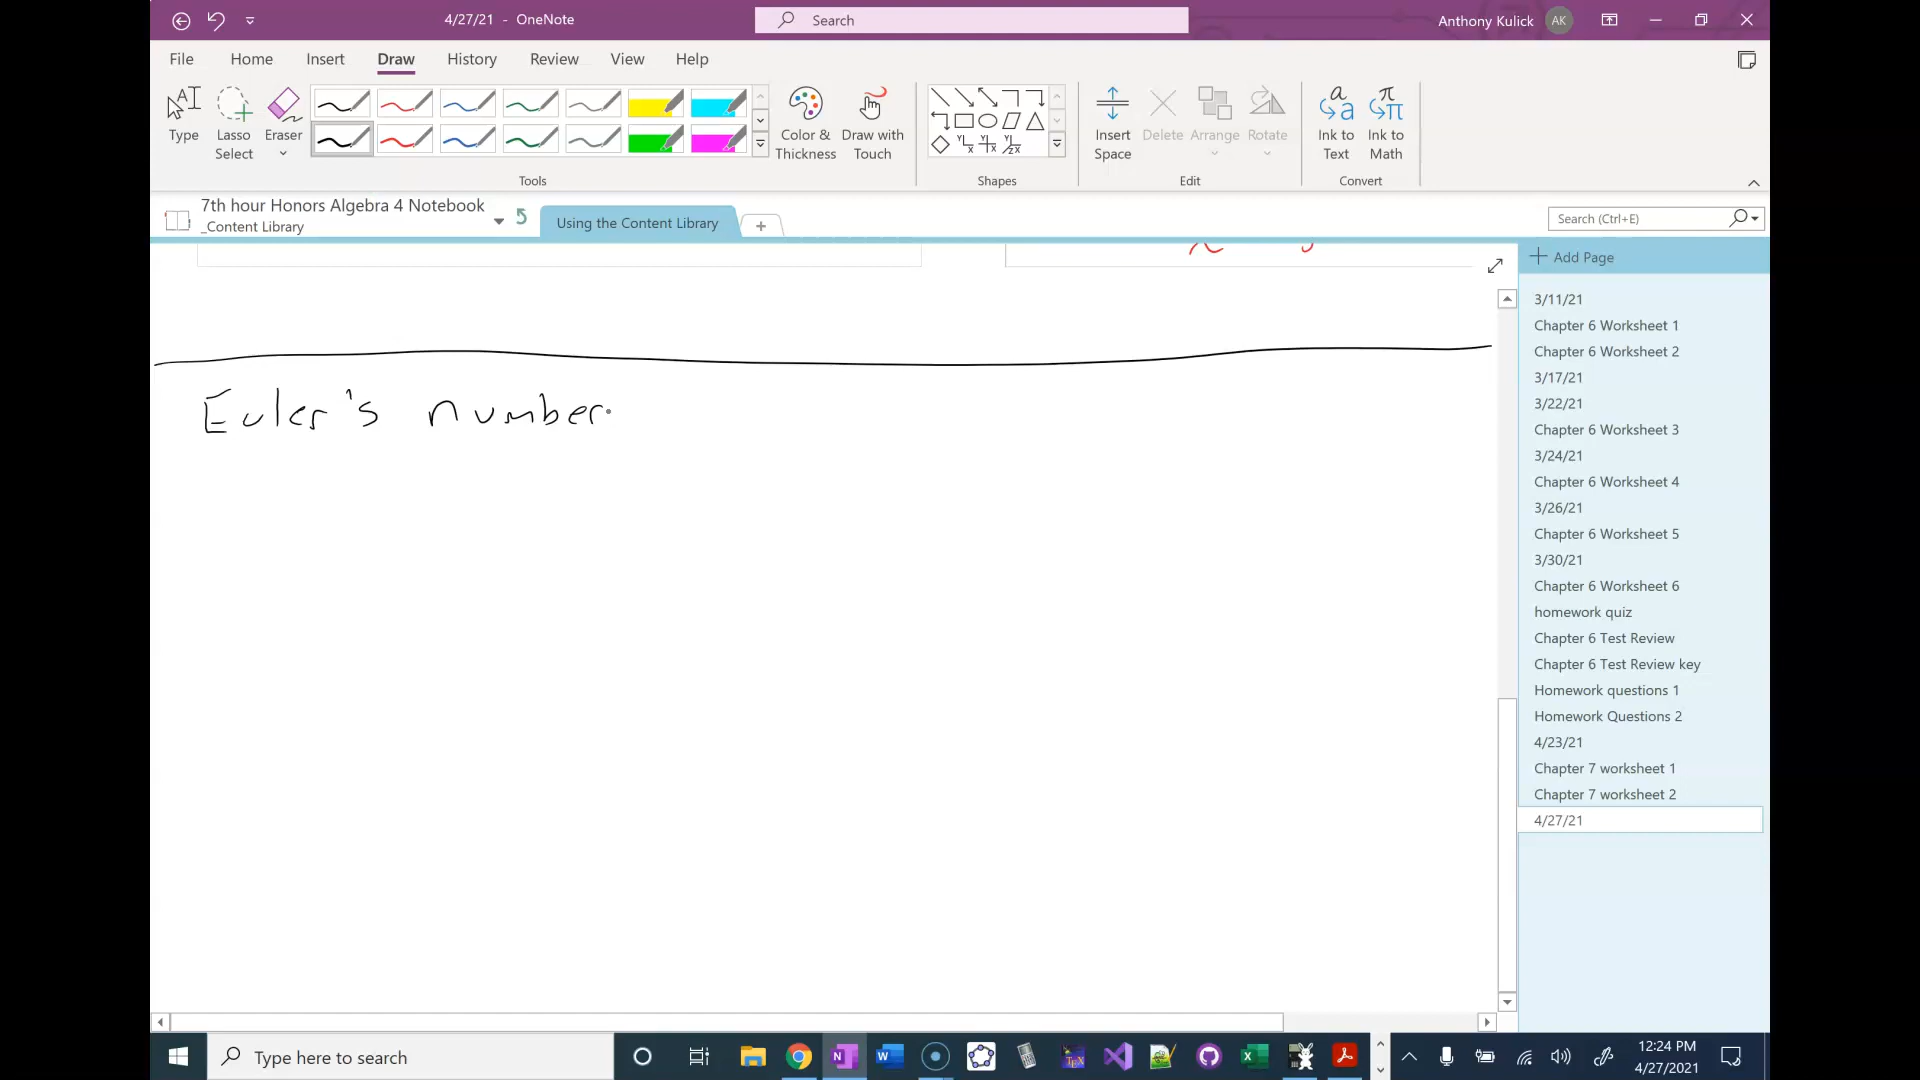 4/27/21 - OneNote
Search
Anthony Kulick
AK
File Home Insert Draw History Review View Help
Type
Lasso Select
Eraser
Color & Thickness
Draw with Touch
Insert Space
Delete
Arrange
Rotate
Ink to Text
Ink to Math
Tools
Shapes
Edit
Convert
7th hour Honors Algebra 4 Notebook
_Content Library
Using the Content Library
Search (Ctrl+E)
Add Page
3/11/21
Chapter 6 Worksheet 1
Chapter 6 Worksheet 2
3/17/21
3/22/21
Chapter 6 Worksheet 3
3/24/21
Chapter 6 Worksheet 4
3/26/21
Chapter 6 Worksheet 5
3/30/21
Chapter 6 Worksheet 6
homework quiz
Chapter 6 Test Review
Chapter 6 Test Review key
Homework questions 1
Homework Questions 2
4/23/21
Chapter 7 worksheet 1
Chapter 7 worksheet 2
4/27/21
Euler's number
Type here to search
12:24 PM
4/27/2021